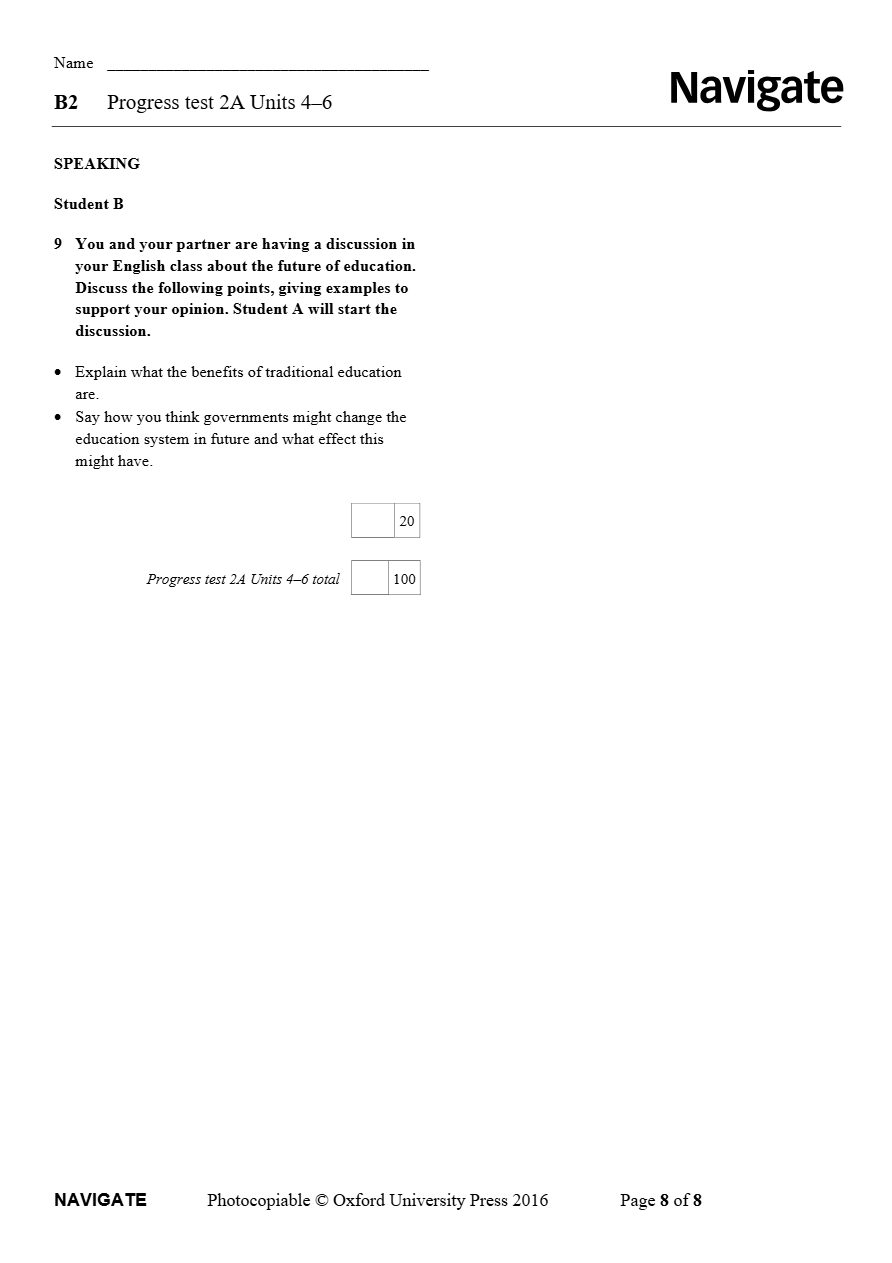 Name ______________________________________
Navigate
B2 Progress test 2A Units 4–6
SPEAKING
Student B
9 You and your partner are having a discussion in
your English class about the future of education.
Discuss the following points, giving examples to
support your opinion. Student A will start the
discussion.
• Explain what the benefits of traditional education
are.
• Say how you think governments might change the
education system in future and what effect this
might have.
20
Progress test 2A Units 4–6 total 100
NAVIGATE Photocopiable © Oxford University Press 2016 Page 8 of 8